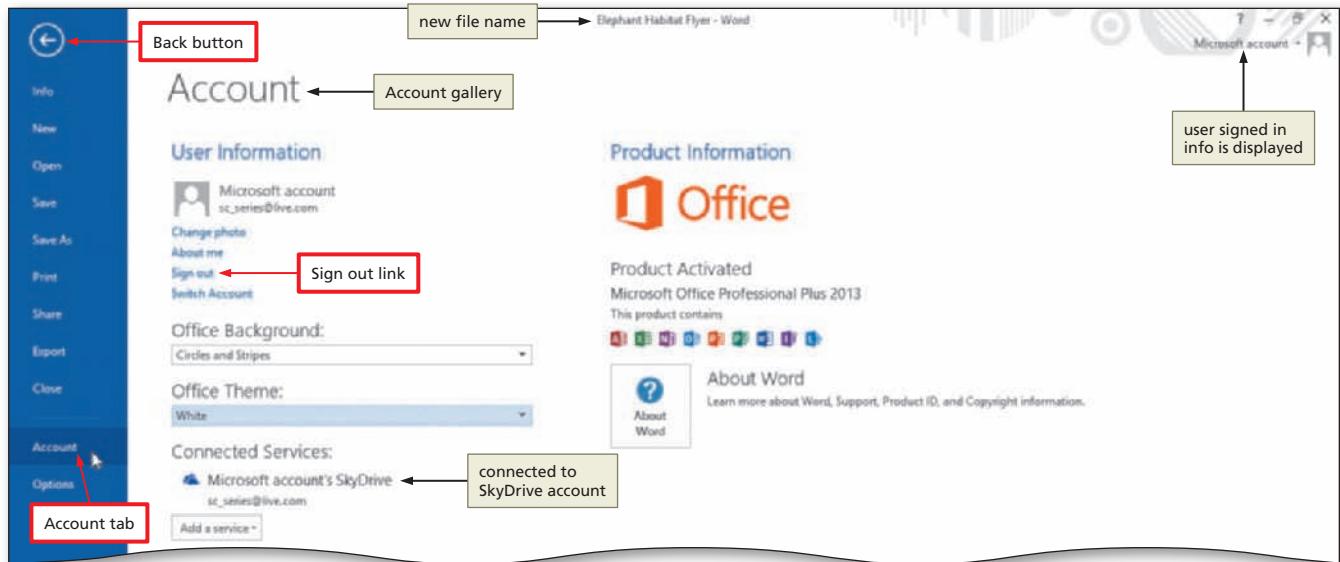 new file name
Elephant Habitat Flyer - Word
?
Back button
Microsoft account
Account
Account gallery
user signed in
info is displayed
Info
New
Open
Save
Save As
Print
Share
Export
Close
Account
Options
Account tab
User Information
Microsoft account
sc_series@live.com
Change photo
About me
Sign out
Sign out link
Switch Account
Office Background:
Circles and Stripes
Office Theme:
White
Connected Services:
Microsoft account's SkyDrive
sc_series@live.com
connected to
SkyDrive account
Add a service
Product Information
Office
Product Activated
Microsoft Office Professional Plus 2013
This product contains
?
About
Word
About Word
Learn more about Word, Support, Product ID, and Copyright information.